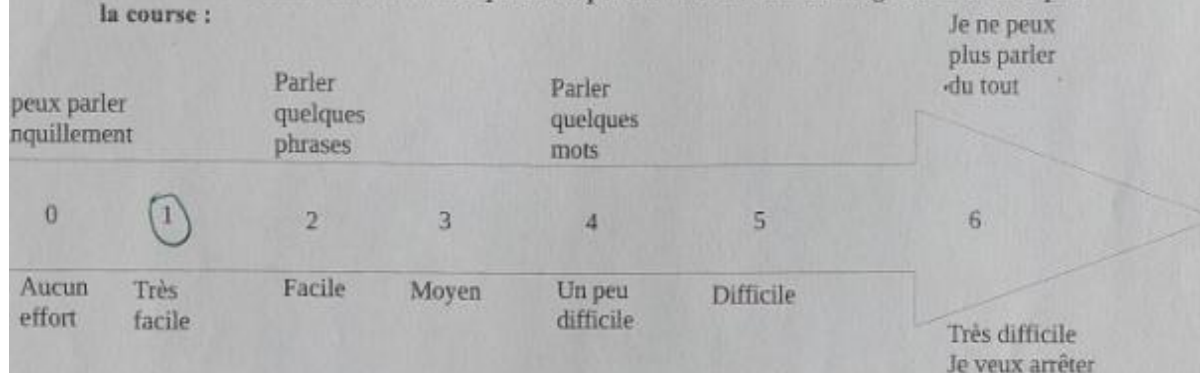 la course :
Je ne peux
plus parler
du tout
peux parler
nquillement
Parler
quelques
phrases
Parler
quelques
mots
0 1 2 3 4 5 6
Aucun
effort
Très
facile
Facile
Moyen
Un peu
difficile
Difficile
Très difficile
Je veux arrêter